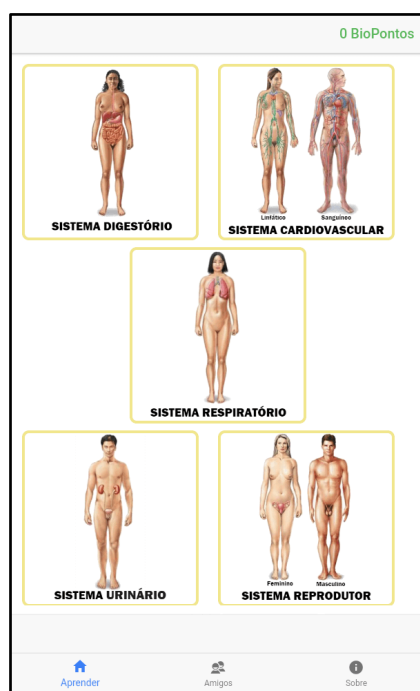 0 BioPontos
SISTEMA DIGESTÓRIO
Linfático Sanguíneo
SISTEMA CARDIOVASCULAR
SISTEMA RESPIRATÓRIO
SISTEMA URINÁRIO
Feminino Masculino
SISTEMA REPRODUTOR
Aprender Amigos Sobre